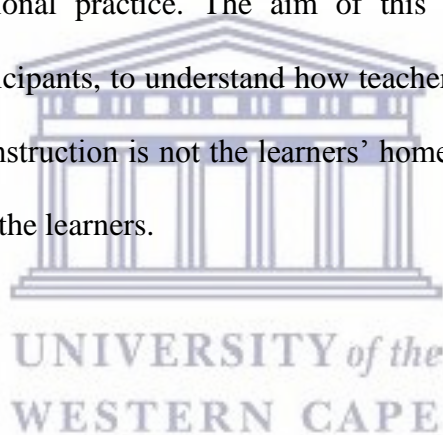 onal practice. The aim of this
cipants, to understand how teacher
nstruction is not the learners' home
the learners.
UNIVERSITY of the
WESTERN CAPE